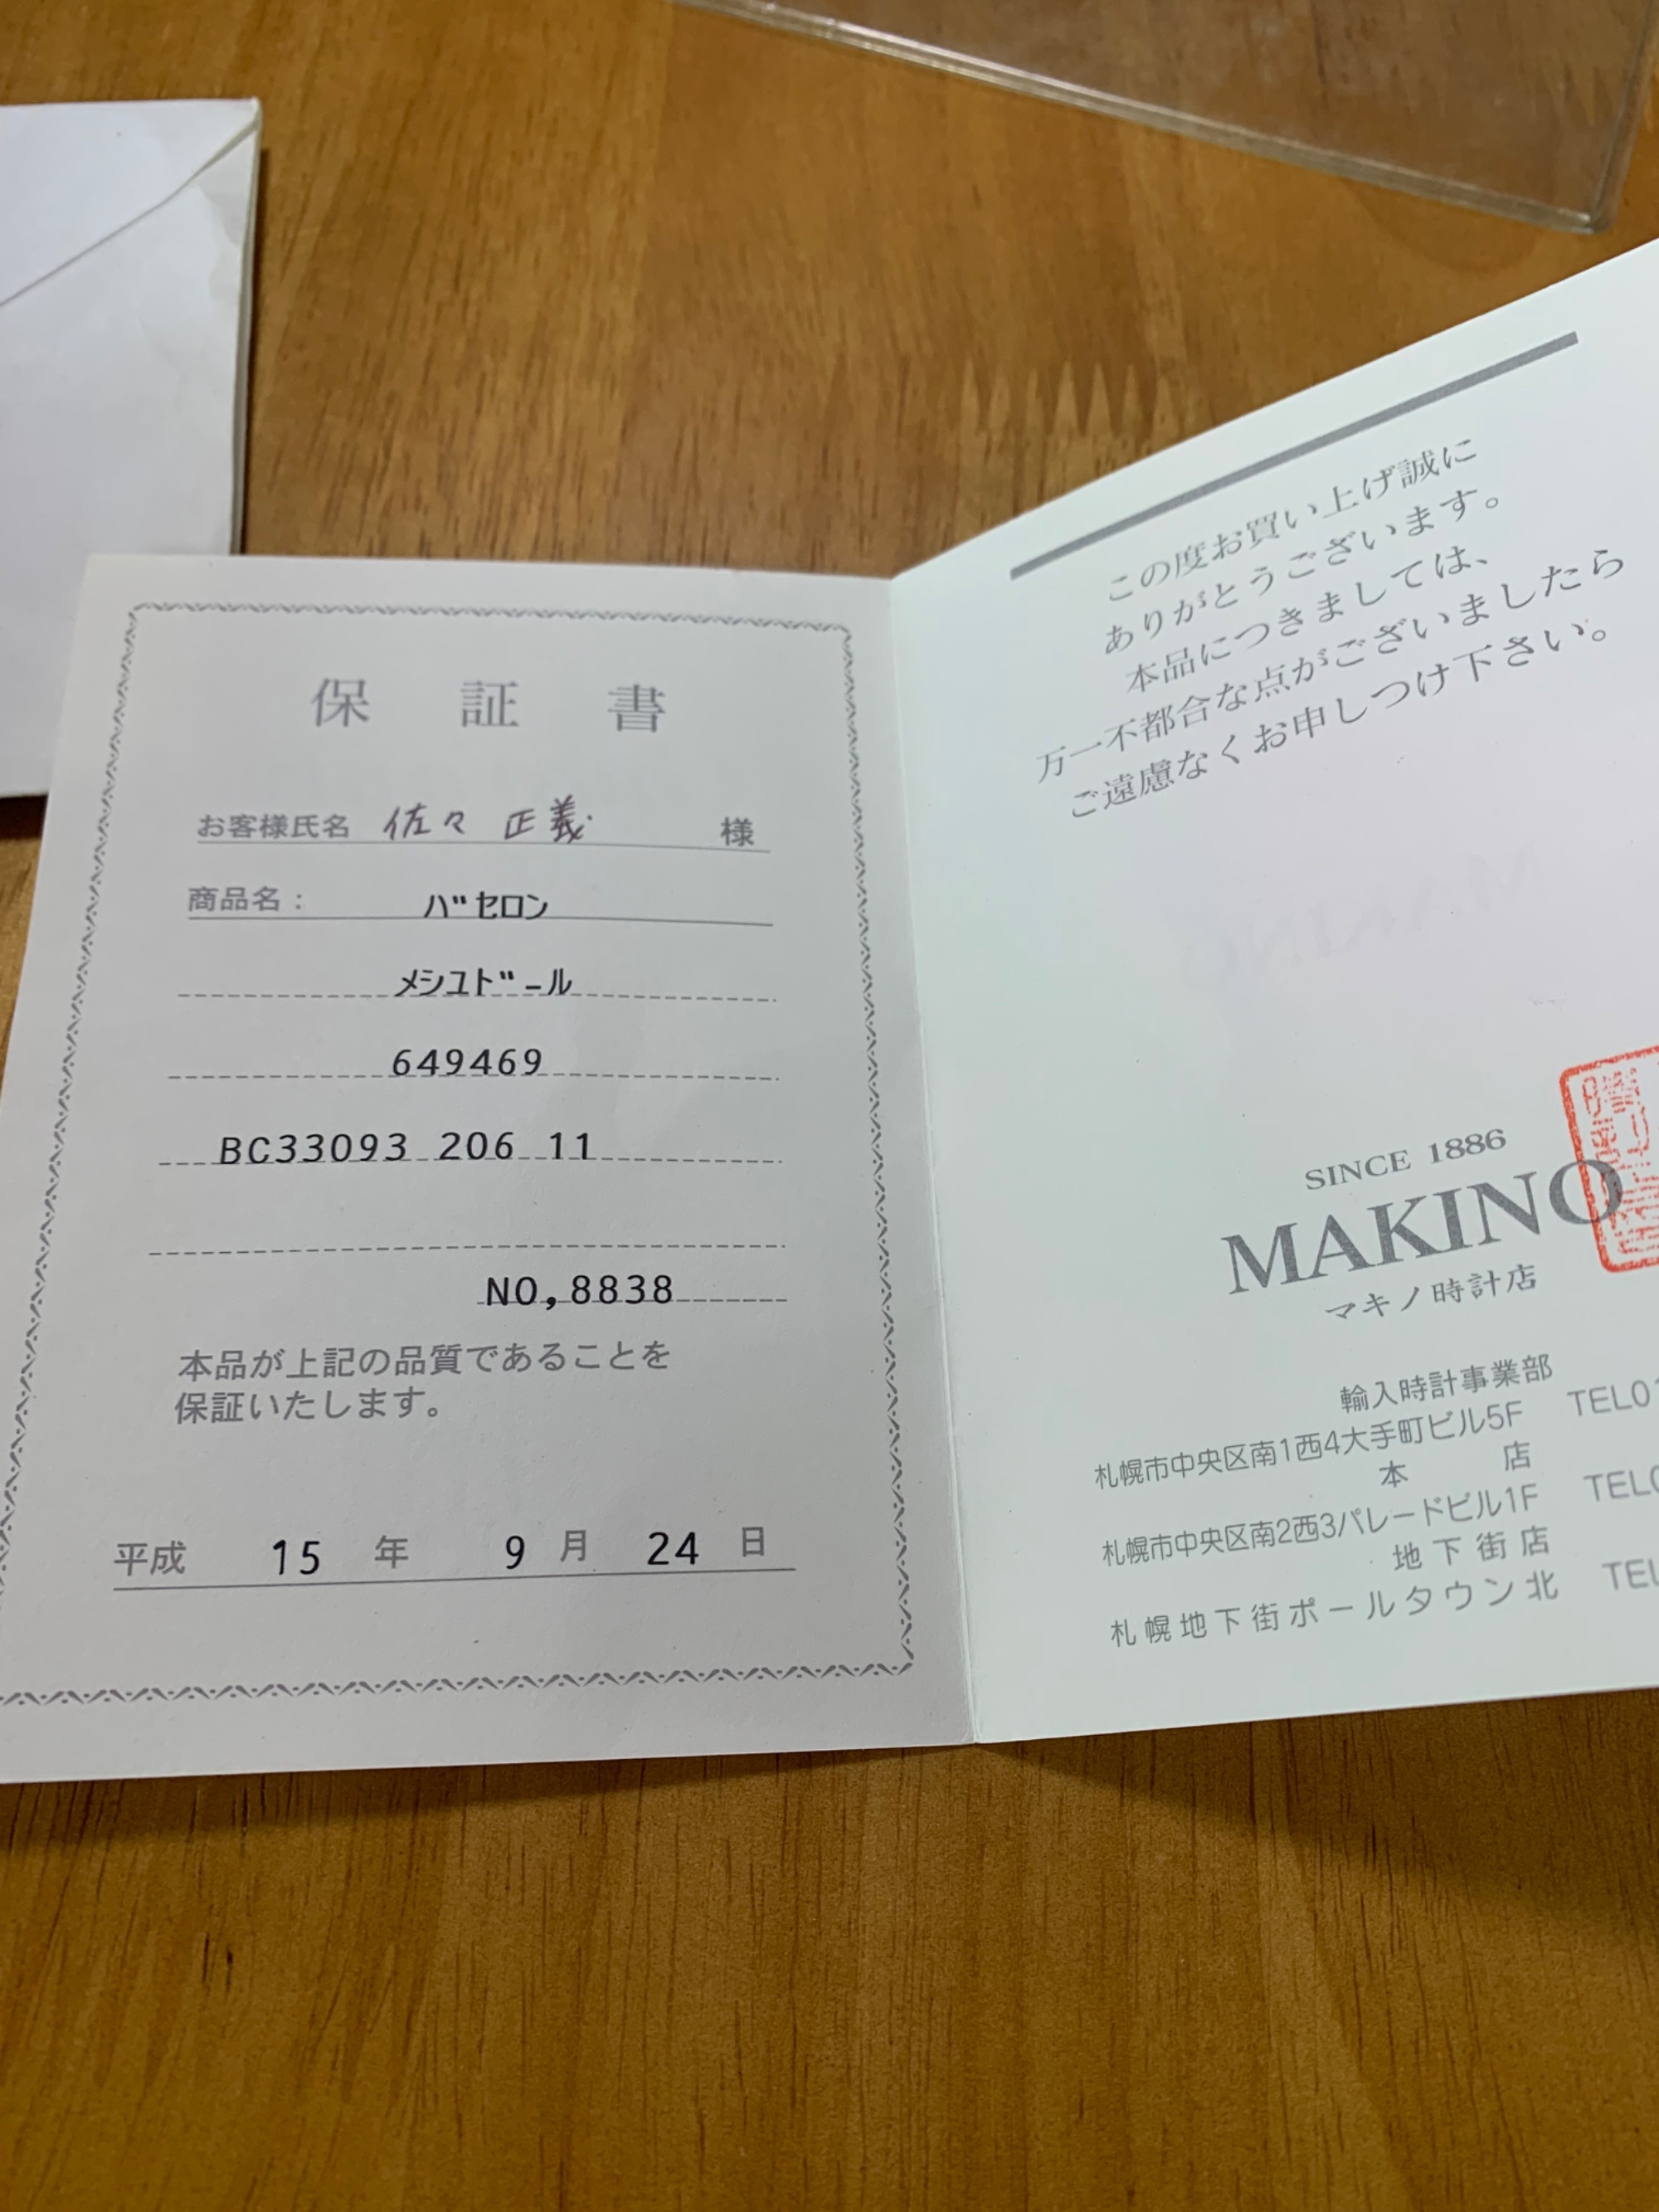 保証書
お客様氏名 佐々 正義 様
商品名: バセロン
メシユドール
649469
BC33093 206 11
NO,8838
本品が上記の品質であることを
保証いたします。
平成 15 年 9 月 24 日
この度お買い上げ誠に
ありがとうございます。
本品につきましては、
万一不都合な点がございましたら
ご遠慮なくお申しつけ下さい。
SINCE 1886
MAKINO
マキノ時計店
輸入時計事業部
札幌市中央区南1西4大手町ビル5F TEL01
本店
札幌市中央区南2西3パレードビル1F TEL0
地下街店
札幌地下街ポールタウン北 TEL